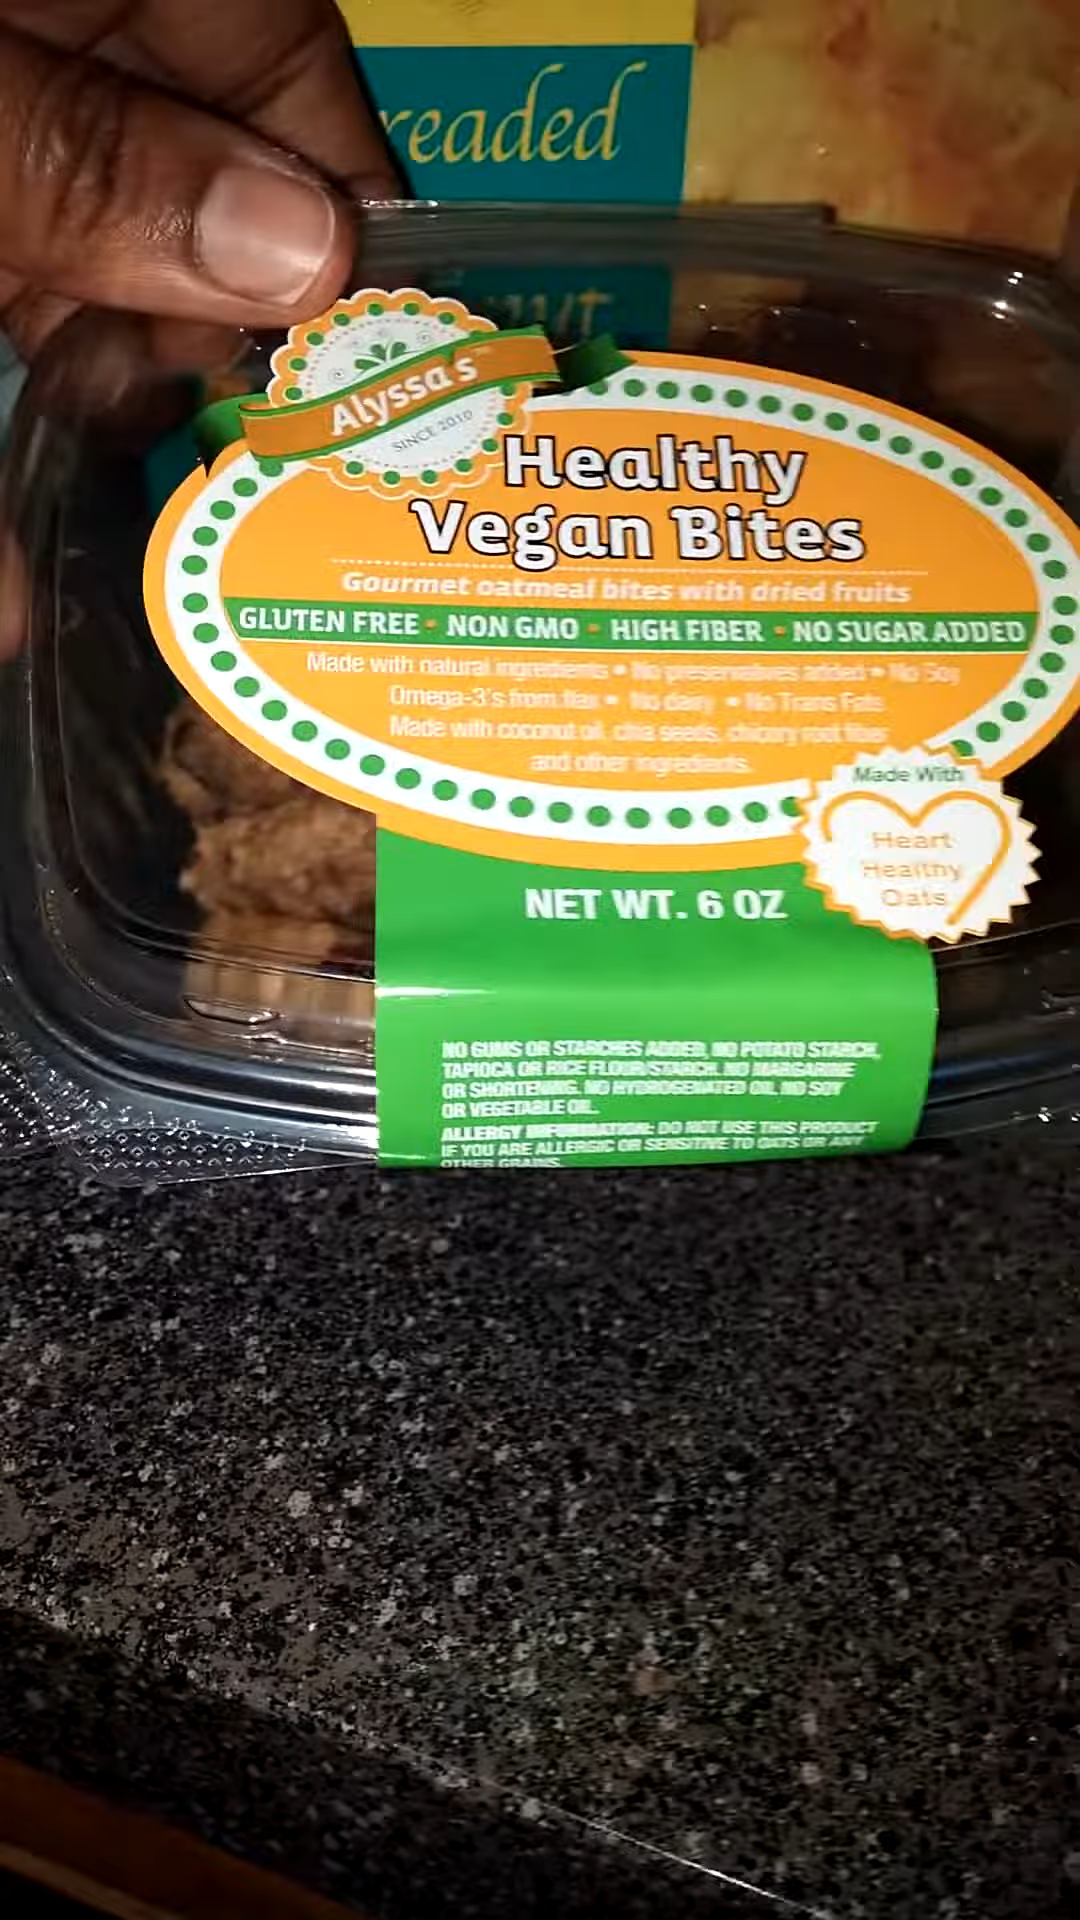 readed
Alyssa's™
SINCE 2010
Healthy
Vegan Bites
Gourmet oatmeal bites with dried fruits
GLUTEN FREE • NON GMO • HIGH FIBER • NO SUGAR ADDED
Made with natural ingredients • No preservatives added • No Soy
Omega-3's from flax • No dairy • No Trans Fats
Made with coconut oil, chia seeds, chicory root fiber
and other ingredients.
Made With
Heart
Healthy
Oats
NET WT. 6 OZ
NO GUMS OR STARCHES ADDED, NO POTATO STARCH,
TAPIOCA OR RICE FLOUR/STARCH. NO MARGARINE
OR SHORTENING. NO HYDROGENATED OIL. NO SOY
OR VEGETABLE OIL.
ALLERGY INFORMATION: DO NOT USE THIS PRODUCT
IF YOU ARE ALLERGIC OR SENSITIVE TO OATS OR ANY
OTHER GRAINS.